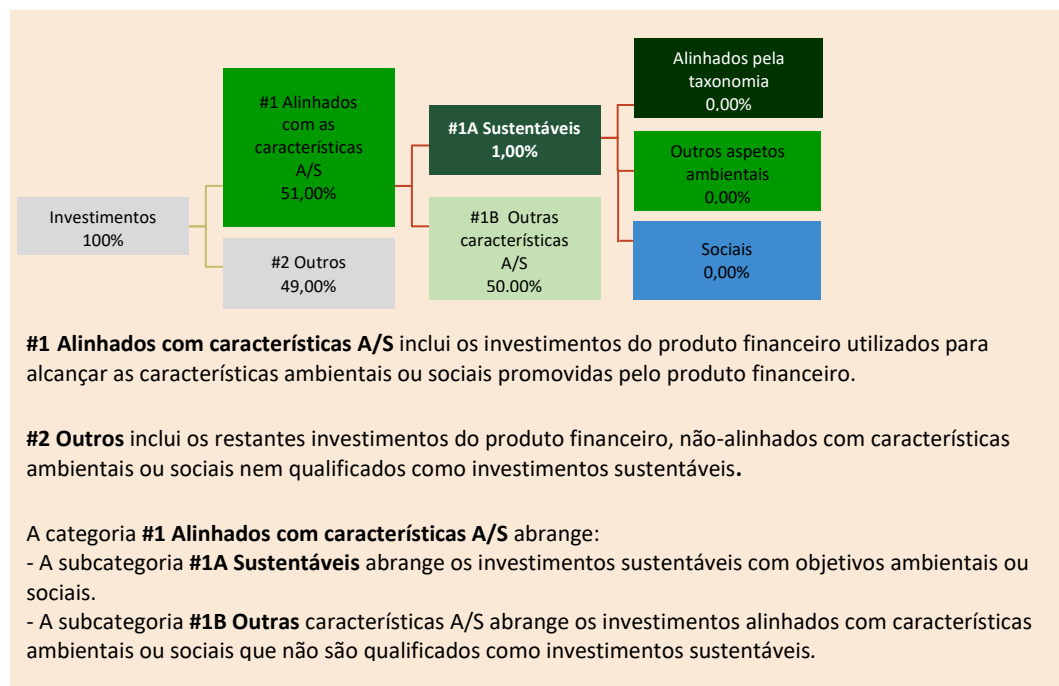 Investimentos
100%
#1 Alinhados
com as
características
A/S
51,00%
#2 Outros
49,00%
#1A Sustentáveis
1,00%
#1B  Outras
características
A/S
50.00%
Alinhados pela
taxonomia
0,00%
Outros aspetos
ambientais
0,00%
Sociais
0,00%
#1 Alinhados com características A/S inclui os investimentos do produto financeiro utilizados para
alcançar as características ambientais ou sociais promovidas pelo produto financeiro.
#2 Outros inclui os restantes investimentos do produto financeiro, não-alinhados com características
ambientais ou sociais nem qualificados como investimentos sustentáveis.
A categoria #1 Alinhados com características A/S abrange:
- A subcategoria #1A Sustentáveis abrange os investimentos sustentáveis com objetivos ambientais ou
sociais.
- A subcategoria #1B Outras características A/S abrange os investimentos alinhados com características
ambientais ou sociais que não são qualificados como investimentos sustentáveis.